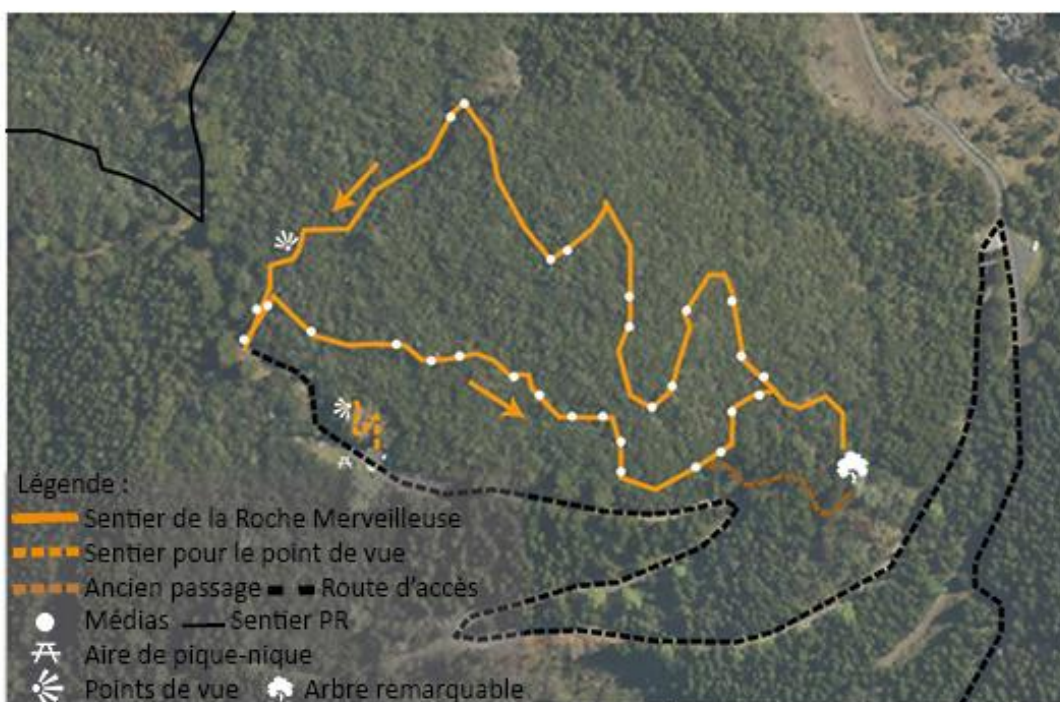 Légende :
Sentier de la Roche Merveilleuse
Sentier pour le point de vue
Ancien passage Route d'accès
Médias Sentier PR
Aire de pique-nique
Points de vue Arbre remarquable